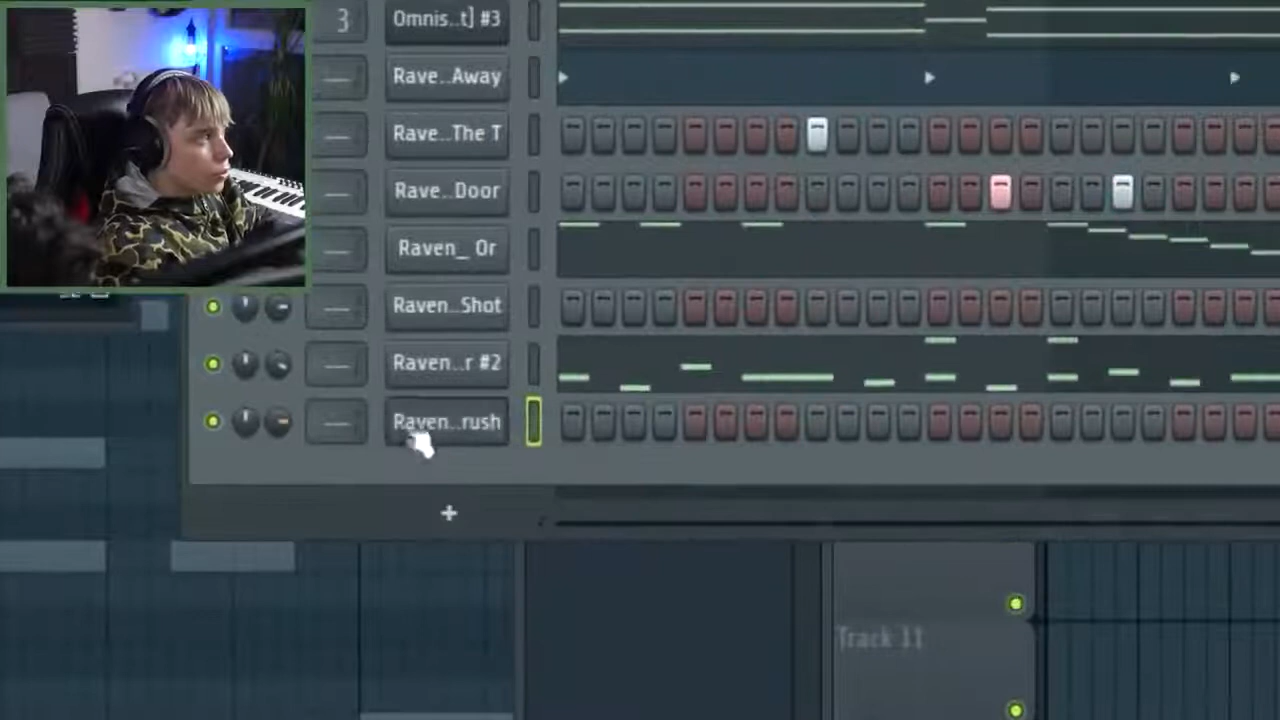 3
Omnis..t] #3
Rave..Away
Rave..The T
Rave..Door
Raven_ Or
Raven..Shot
Raven..r #2
Raven..rush
+
Track 11